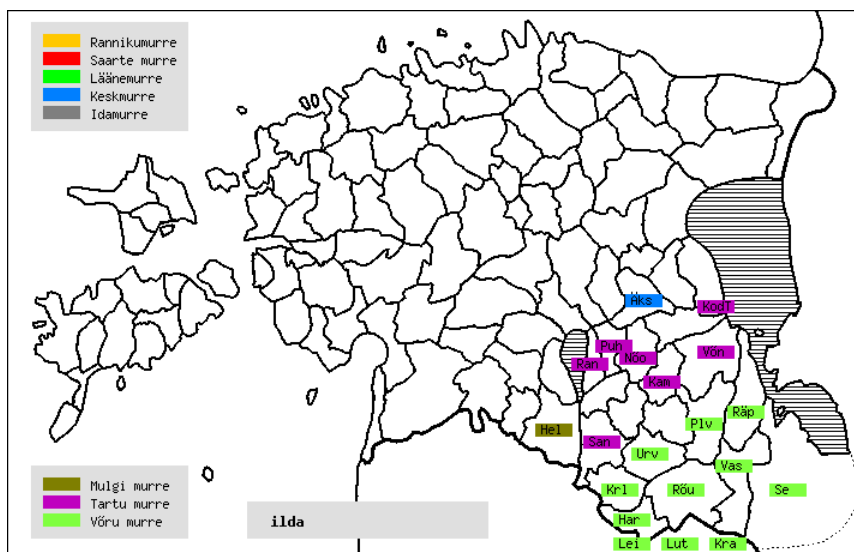 Rannikumurre
Saarte murre
Läänemurre
Keskmurre
Idamurre
Äks
KodT
Puh
Ran
Nõo
Võn
Kam
Räp
Plv
Hel
San
Urv
Vas
Krl
Rõu
Se
Har
Lei
Lut
Kra
Mulgi murre
Tartu murre
Võru murre
ilda